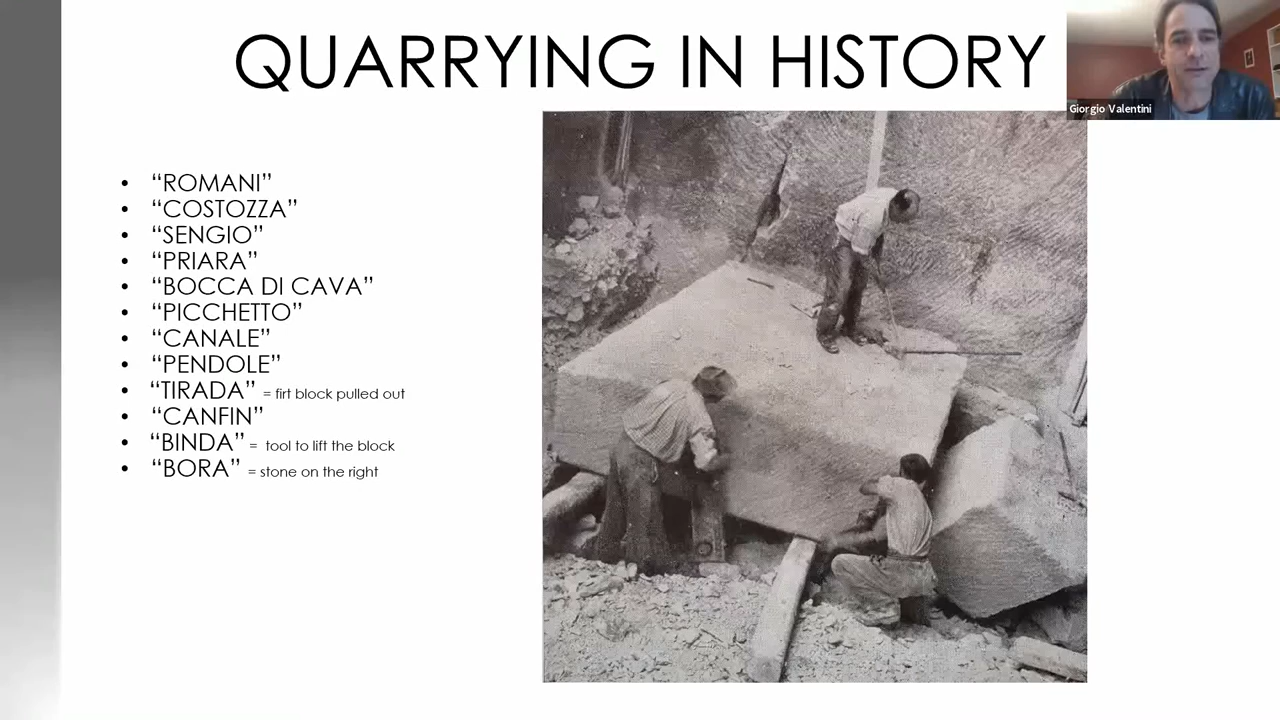 QUARRYING IN HISTORY
Giorgio Valentini
• “ROMANI”
• “COSTOZZA”
• “SENGIO”
• “PRIARA”
• “BOCCA DI CAVA”
• “PICCHETTO”
• “CANALE”
• “PENDOLE”
• “TIRADA” = firt block pulled out
• “CANFIN”
• “BINDA” = tool to lift the block
• “BORA” = stone on the right